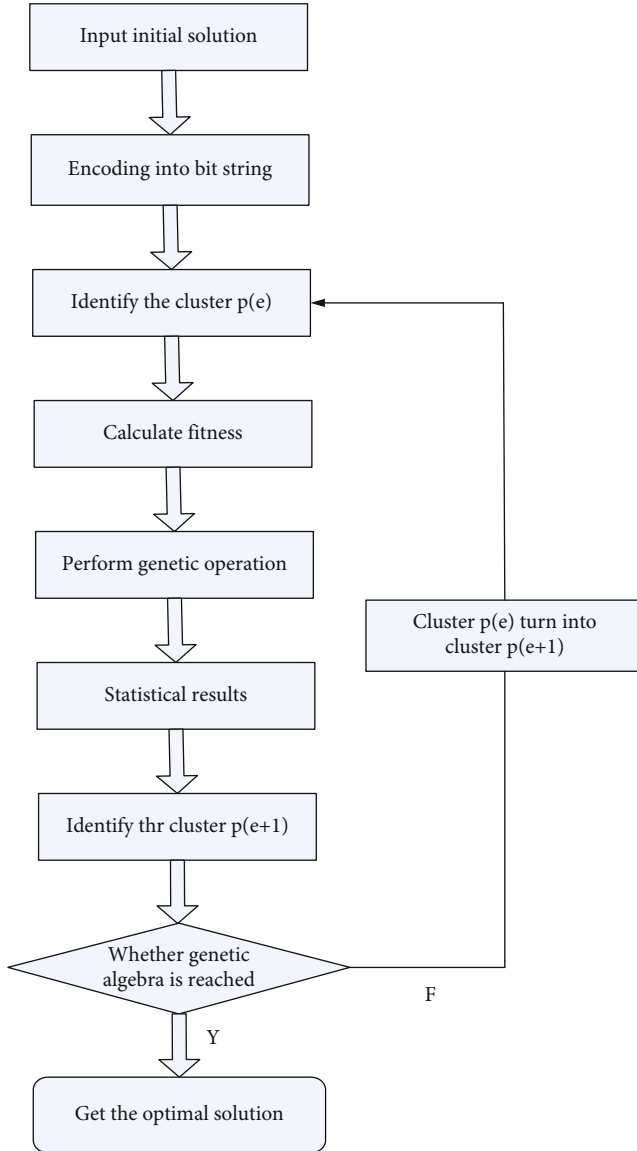 Input initial solution
Encoding into bit string
Identify the cluster p(e)
Calculate fitness
Perform genetic operation
Cluster p(e) turn into
cluster p(e+1)
Statistical results
Identify thr cluster p(e+1)
Whether genetic
algebra is reached
F
Y
Get the optimal solution